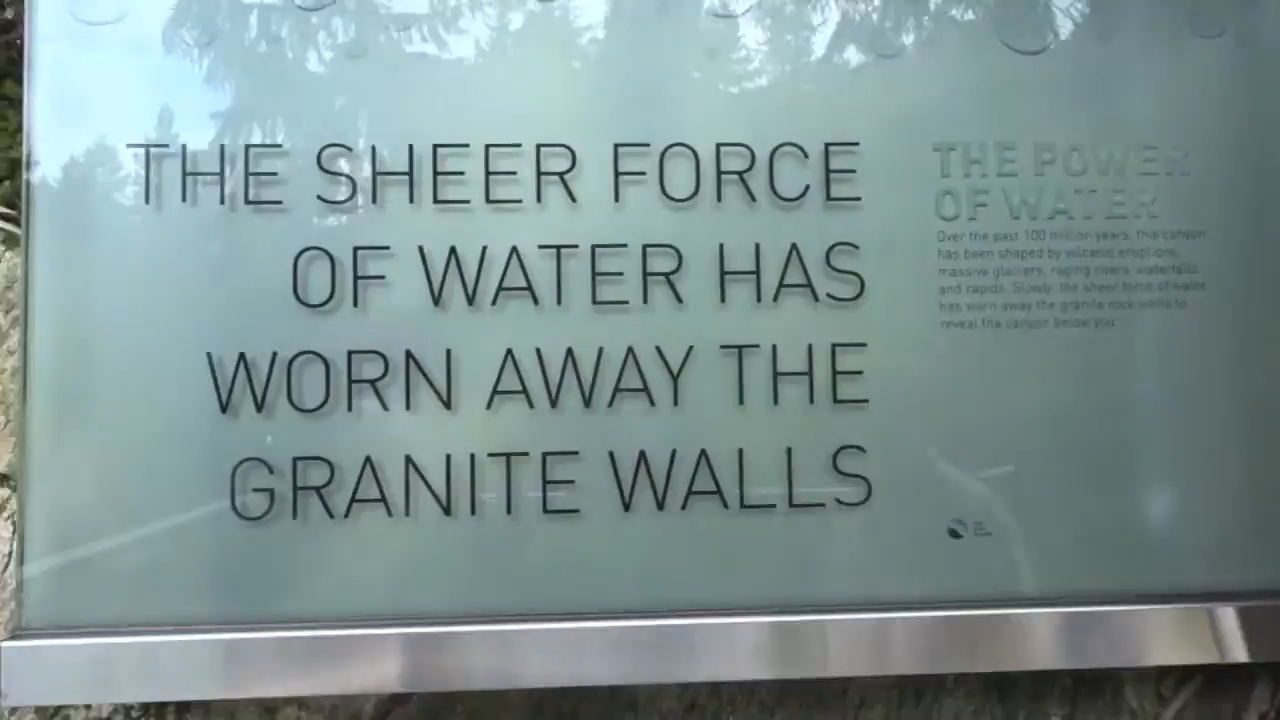 THE SHEER FORCE
OF WATER HAS
WORN AWAY THE
GRANITE WALLS
THE POWER
OF WATER
Over the past 100 million years, this canyon
has been shaped by volcanic eruptions,
massive glaciers, raging rivers, waterfalls
and rapids. Slowly, the sheer force of water
has worn away the granite rock walls to
reveal the canyon below you.